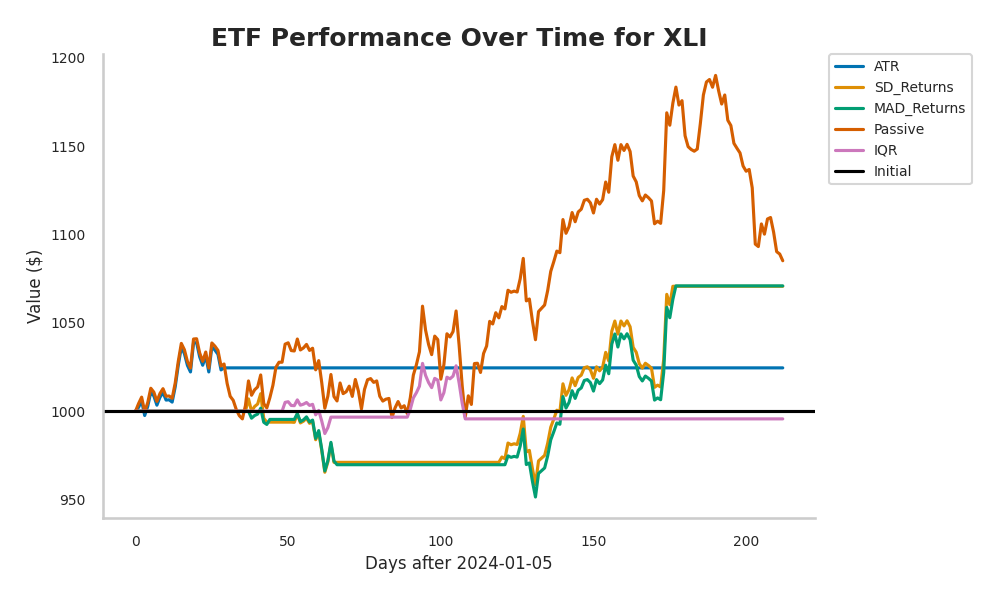 ETF Performance Over Time for XLI
1200
1150
1100
1050
1000
950
Value ($)
0
50
100
150
200
Days after 2024-01-05
ATR
SD_Returns
MAD_Returns
Passive
IQR
Initial